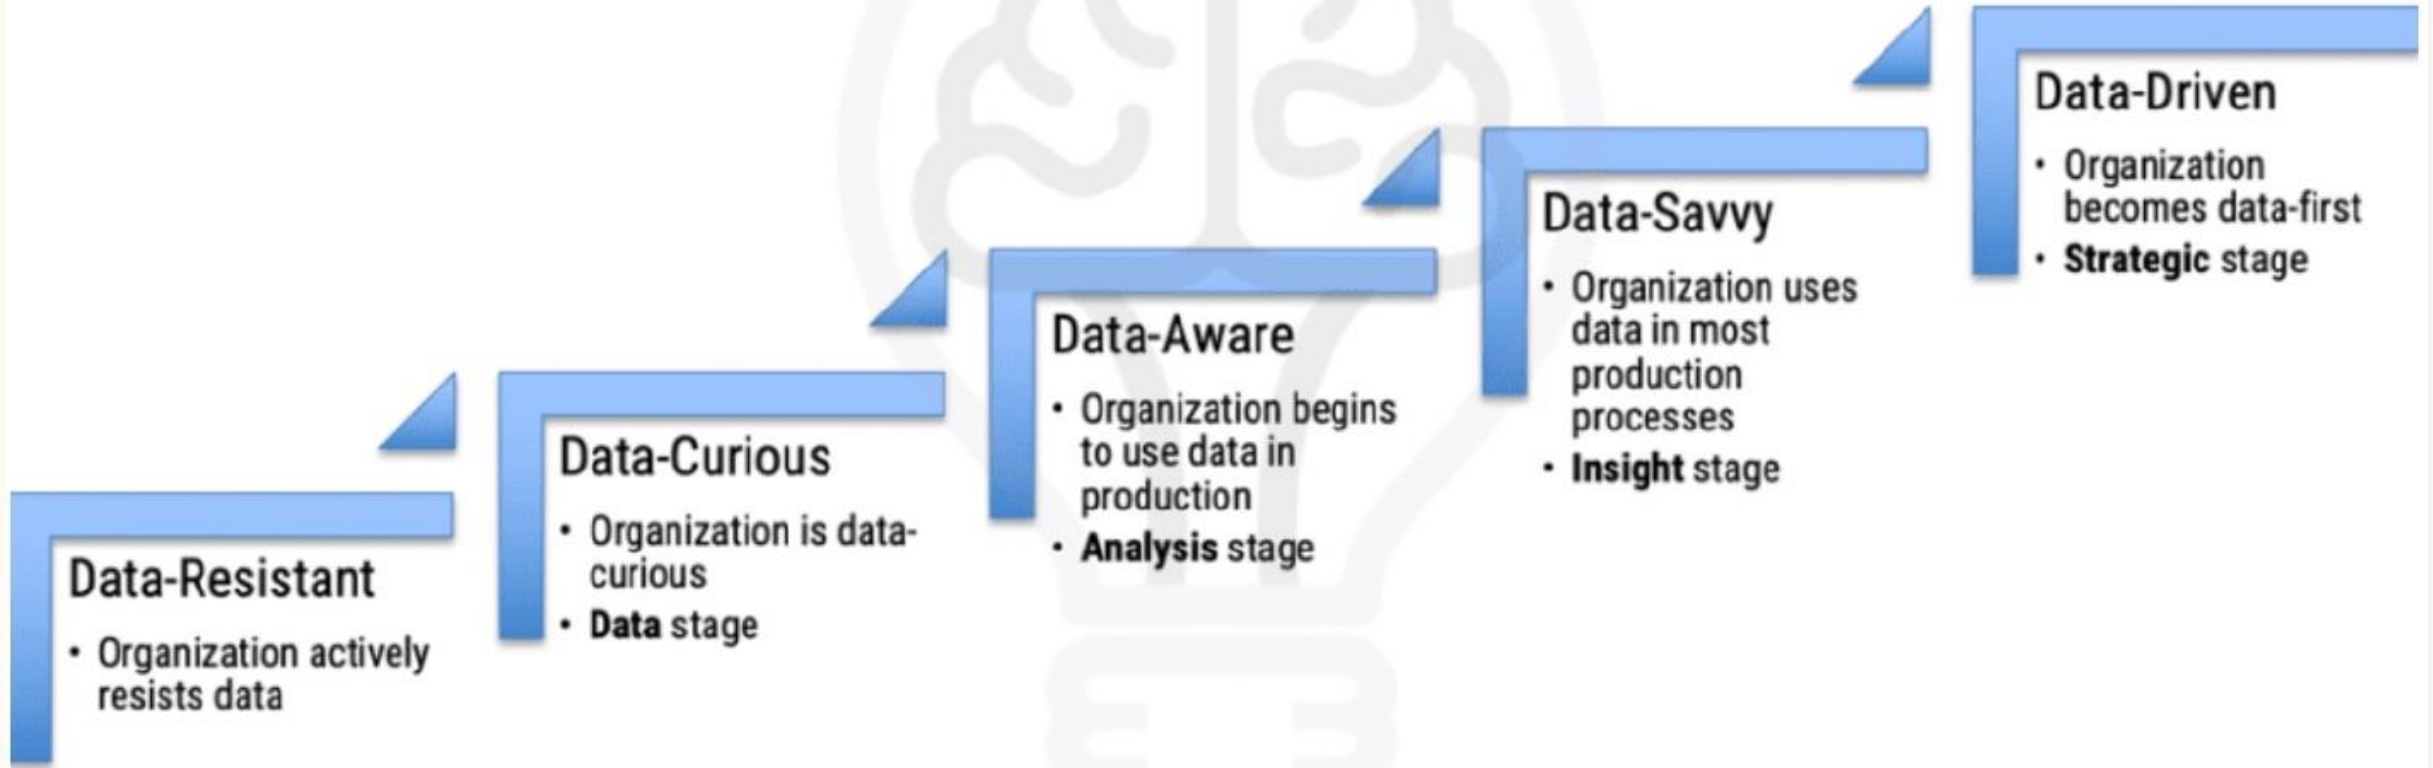 Data-Resistant
• Organization actively
resists data
Data-Curious
• Organization is data-
curious
• Data stage
Data-Aware
• Organization begins
to use data in
production
• Analysis stage
Data-Savvy
• Organization uses
data in most
production
processes
• Insight stage
Data-Driven
• Organization
becomes data-first
• Strategic stage